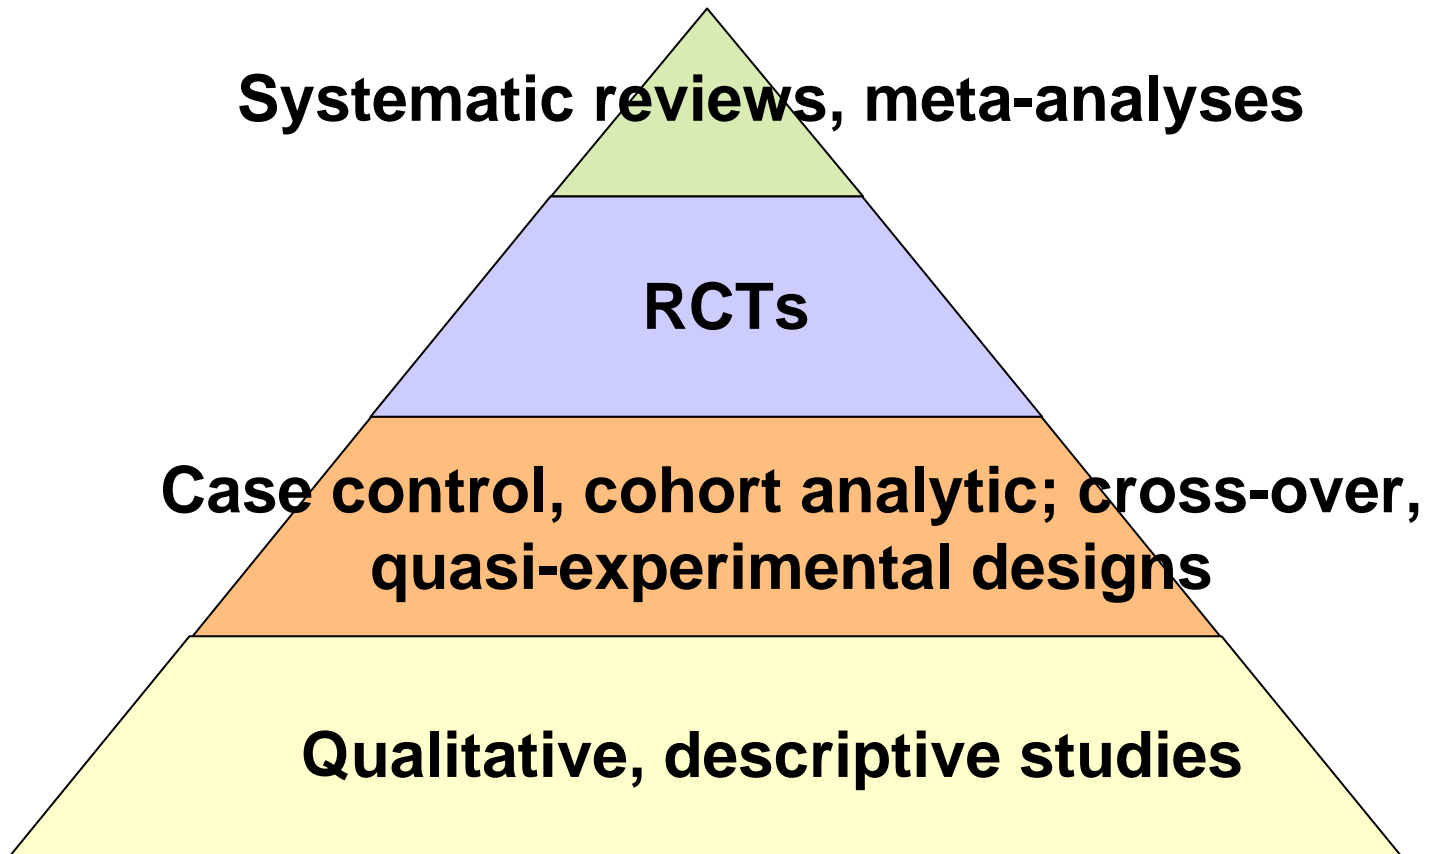 Systematic reviews, meta-analyses
RCTs
Case control, cohort analytic; cross-over,
quasi-experimental designs
Qualitative, descriptive studies